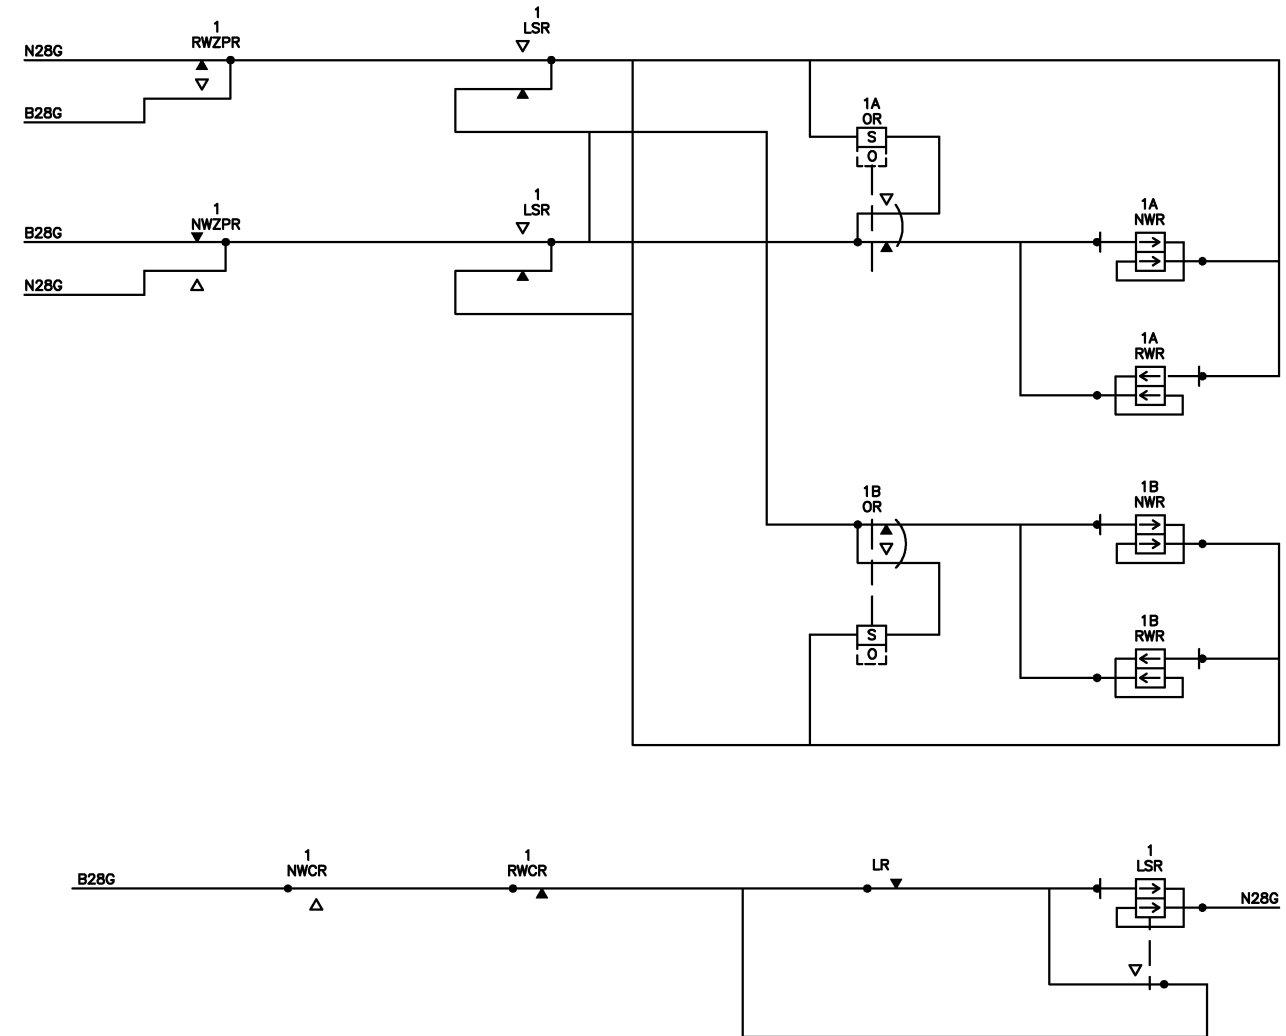 1
RWZPR
N28G
B28G
1
LSR
1A
OR
S
O
1
NWZPR
B28G
N28G
1
LSR
1A
NWR
1A
RWR
1B
OR
S
O
1B
NWR
1B
RWR
B28G
1
NWCR
1
RWCR
LR
1
LSR
N28G